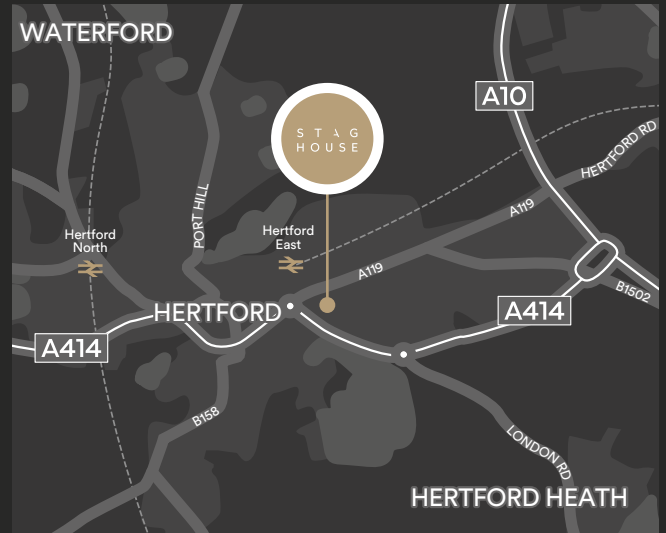 WATERFORD
A10
STAG
HOUSE
HERTFORD RD
PORT HILL
A119
Hertford
North
Hertford
East
A119
B1502
HERTFORD
A414
A414
B158
LONDON RD
HERTFORD HEATH